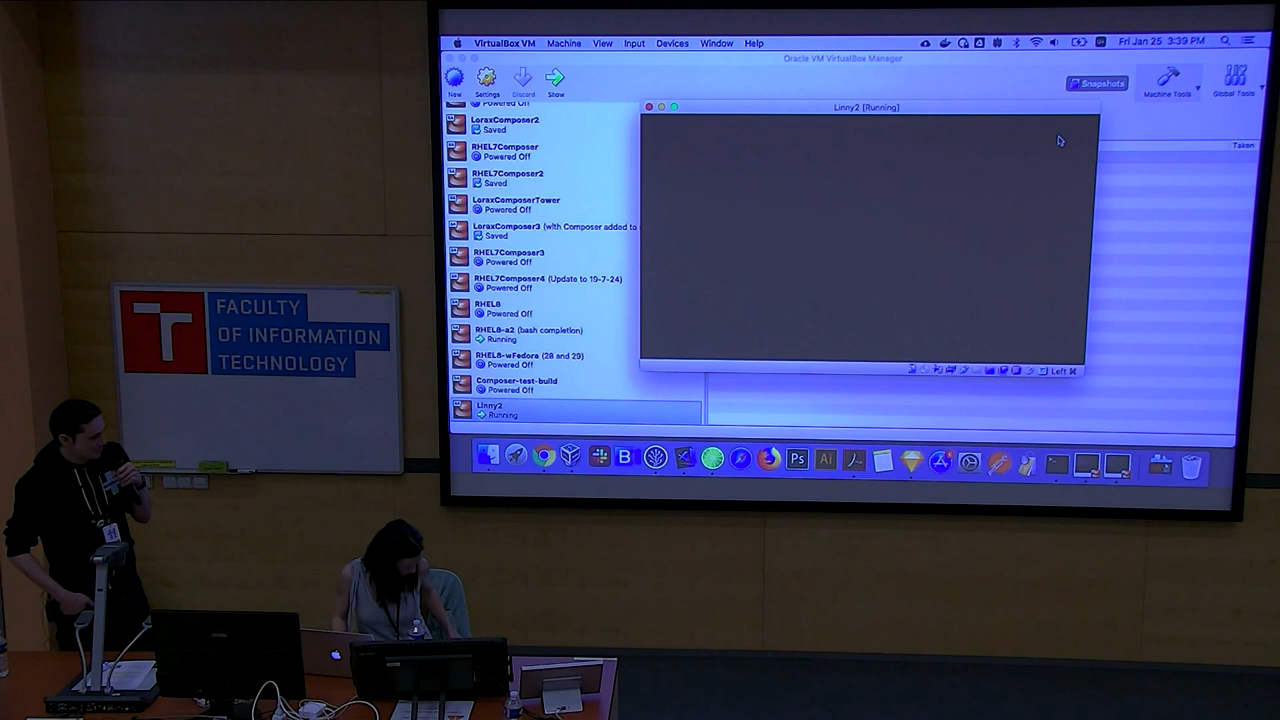 VirtualBox VM Machine View Input Devices Window Help
Fri Jan 25 3:39 PM
Oracle VM VirtualBox Manager
New Settings Discard Show
Snapshots
Machine Tools
Global Tools
Powered Off
LoraxComposer2
Saved
RHEL7Composer
Powered Off
RHEL7Composer2
Saved
LoraxComposerTower
Powered Off
LoraxComposer3 (with Composer added to
Saved
RHEL7Composer3
Powered Off
RHEL7Composer4 (Update to 19-7-24)
Powered Off
RHEL8
Powered Off
RHEL8-a2 (bash completion)
Running
RHEL8-wFedora (28 and 29)
Powered Off
Composer-test-build
Powered Off
Linny2
Running
Linny2 [Running]
Left ⌘
Taken
B
Ps
Ai
T
FACULTY
OF INFORMATION
TECHNOLOGY